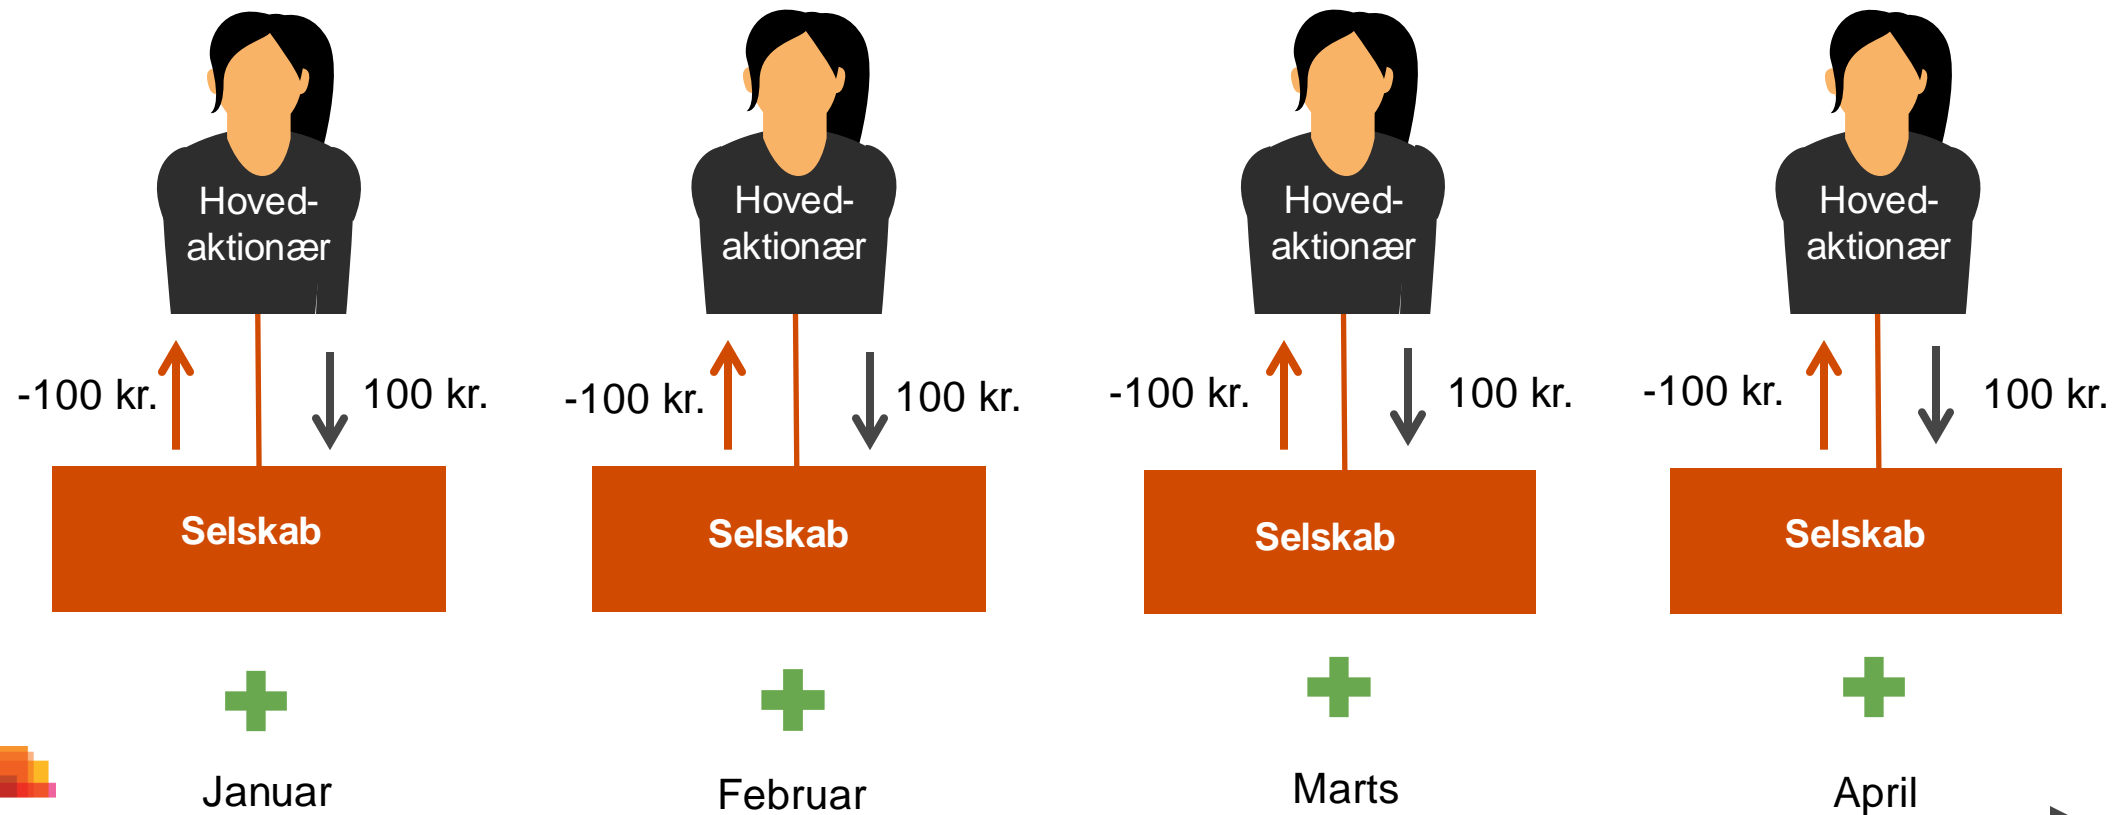 Hoved-
aktionær
-100 kr.
100 kr.
Selskab
Januar
Hoved-
aktionær
-100 kr.
100 kr.
Selskab
Februar
Hoved-
aktionær
-100 kr.
100 kr.
Selskab
Marts
Hoved-
aktionær
-100 kr.
100 kr.
Selskab
April